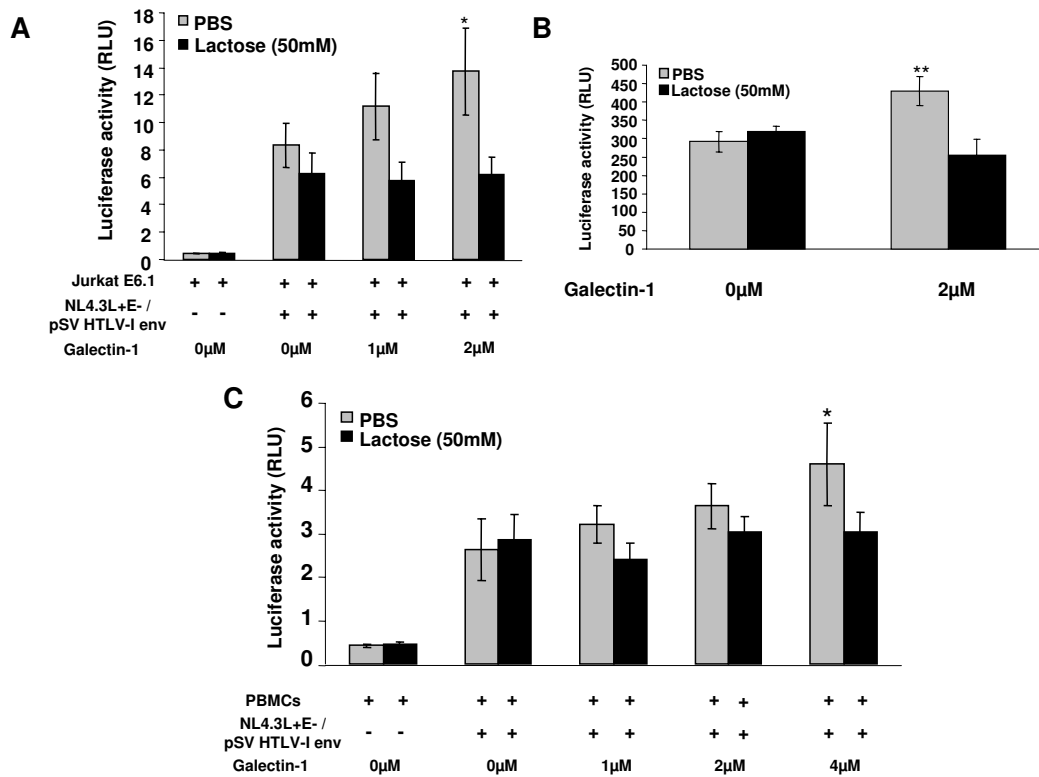 A
PBS
Lactose (50mM)
*
Luciferase activity (RLU)
18
16
14
12
10
8
6
4
2
0
Jurkat E6.1 + + + + + + + +
NL4.3L+E- /
pSV HTLV-I env - - + + + + + +
Galectin-1 0µM 0µM 1µM 2µM
B
PBS
Lactose (50mM)
**
Luciferase activity (RLU)
500
450
400
350
300
250
200
150
100
50
0
Galectin-1 0µM 2µM
C
PBS
Lactose (50mM)
*
Luciferase activity (RLU)
6
5
4
3
2
1
0
PBMCs + + + + + + + + + +
NL4.3L+E- /
pSV HTLV-I env - - + + + + + + + +
Galectin-1 0µM 0µM 1µM 2µM 4µM